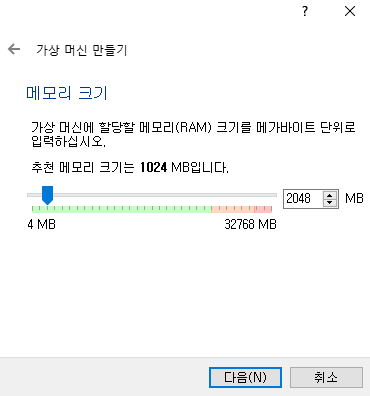 ?
가상 머신 만들기
메모리 크기
가상 머신에 할당할 메모리(RAM) 크기를 메가바이트 단위로
입력하십시오.
추천 메모리 크기는 1024 MB입니다.
2048 MB
4 MB 32768 MB
다음(N) 취소